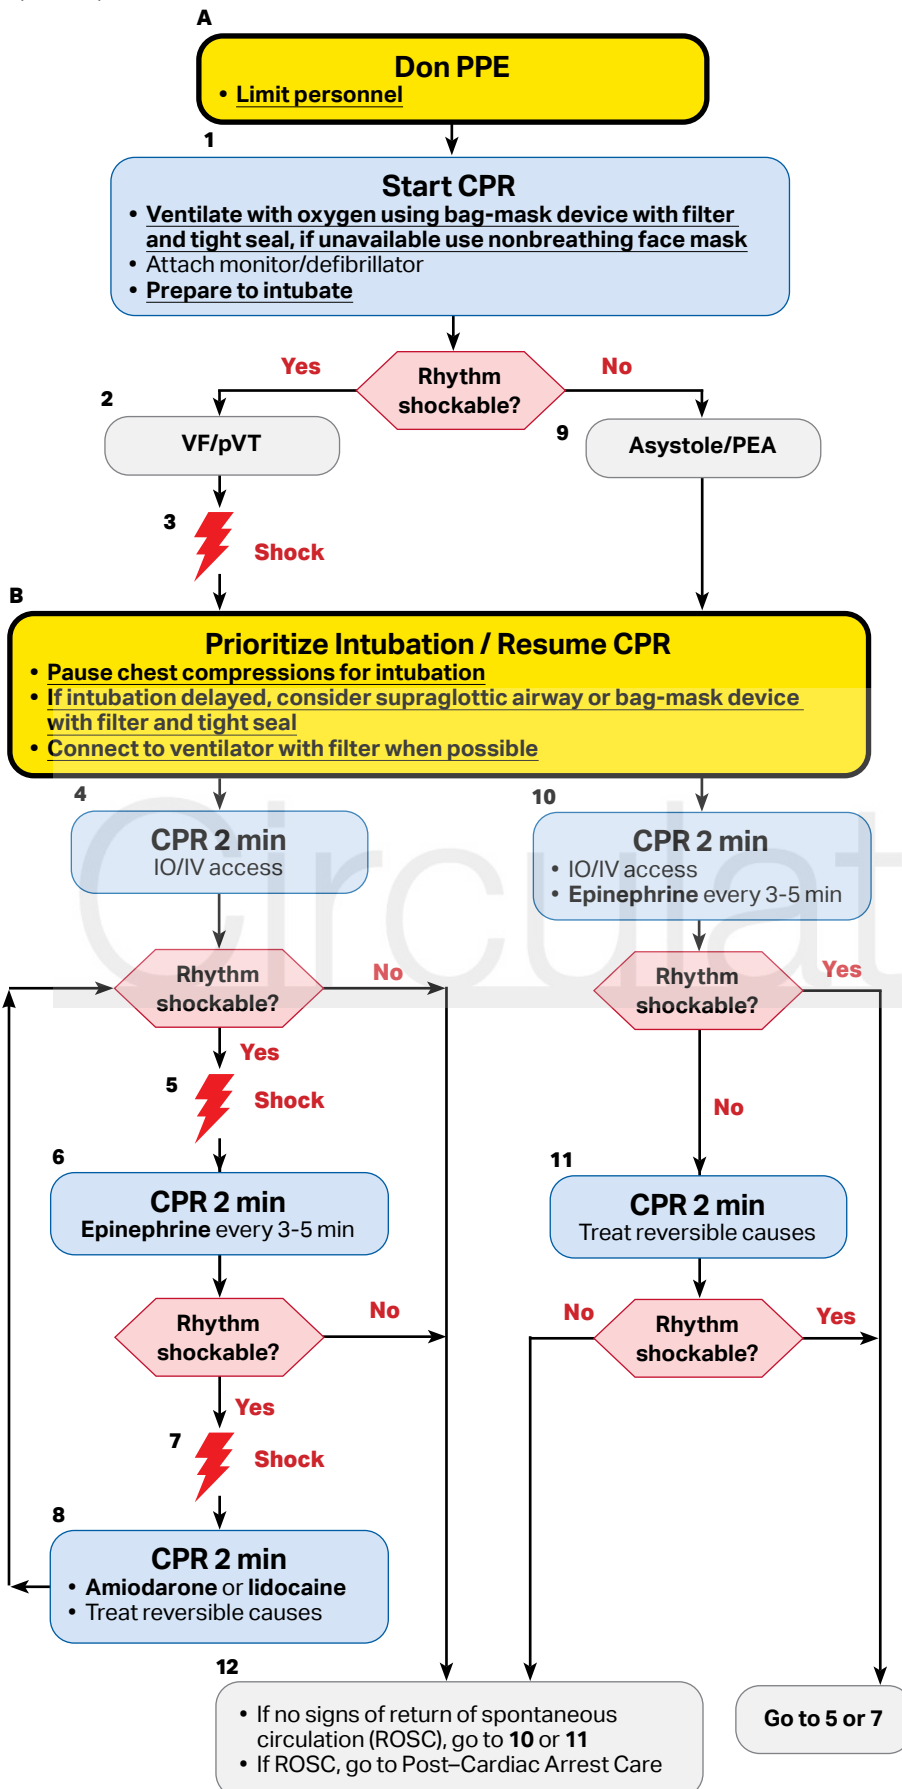 A
Don PPE
• Limit personnel
1
Start CPR
• Ventilate with oxygen using bag-mask device with filter
and tight seal, if unavailable use nonbreathing face mask
• Attach monitor/defibrillator
• Prepare to intubate
Rhythm
shockable?
Yes
No
2
VF/pVT
9
Asystole/PEA
3
Shock
B
Prioritize Intubation / Resume CPR
• Pause chest compressions for intubation
• If intubation delayed, consider supraglottic airway or bag-mask device
with filter and tight seal
• Connect to ventilator with filter when possible
4
CPR 2 min
IO/IV access
10
CPR 2 min
• IO/IV access
• Epinephrine every 3-5 min
Circulat
Rhythm
shockable?
No
Yes
Rhythm
shockable?
Yes
No
5
Shock
6
CPR 2 min
Epinephrine every 3-5 min
11
CPR 2 min
Treat reversible causes
Rhythm
shockable?
No
Yes
No
Rhythm
shockable?
Yes
7
Shock
8
CPR 2 min
• Amiodarone or lidocaine
• Treat reversible causes
12
• If no signs of return of spontaneous
circulation (ROSC), go to 10 or 11
• If ROSC, go to Post–Cardiac Arrest Care
Go to 5 or 7